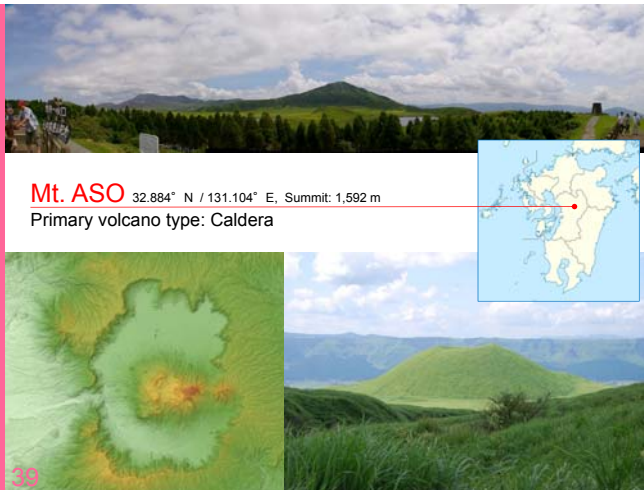 Mt. ASO 32.884° N / 131.104° E, Summit: 1,592 m
Primary volcano type: Caldera
39